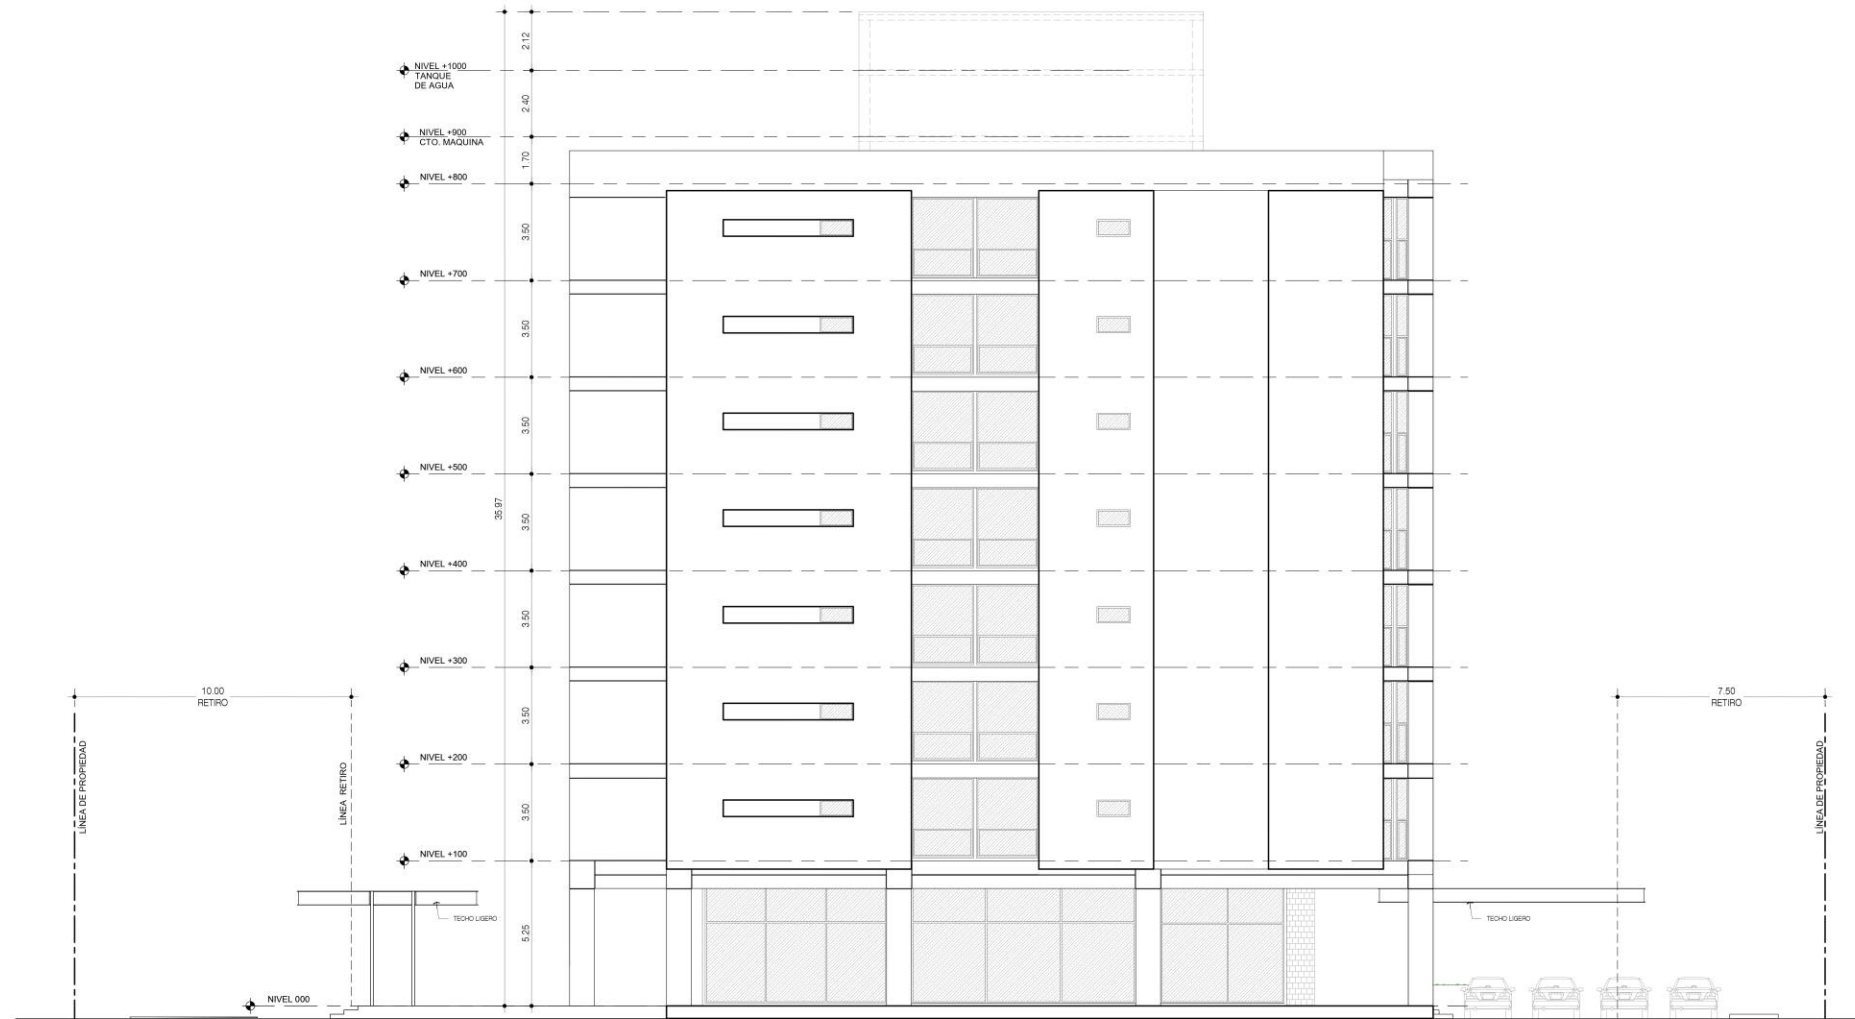 2.12
NIVEL +1000
TANQUE
DE AGUA
2.40
NIVEL +900
CTO. MAQUINA
1.70
NIVEL +800
3.50
NIVEL +700
3.50
NIVEL +600
3.50
NIVEL +500
35.97
3.50
NIVEL +400
3.50
NIVEL +300
10.00
RETIRO
7.50
RETIRO
3.50
NIVEL +200
LÍNEA DE PROPIEDAD
LÍNEA RETIRO
LÍNEA DE PROPIEDAD
3.50
NIVEL +100
TECHO LIGERO
TECHO LIGERO
5.25
NIVEL 000